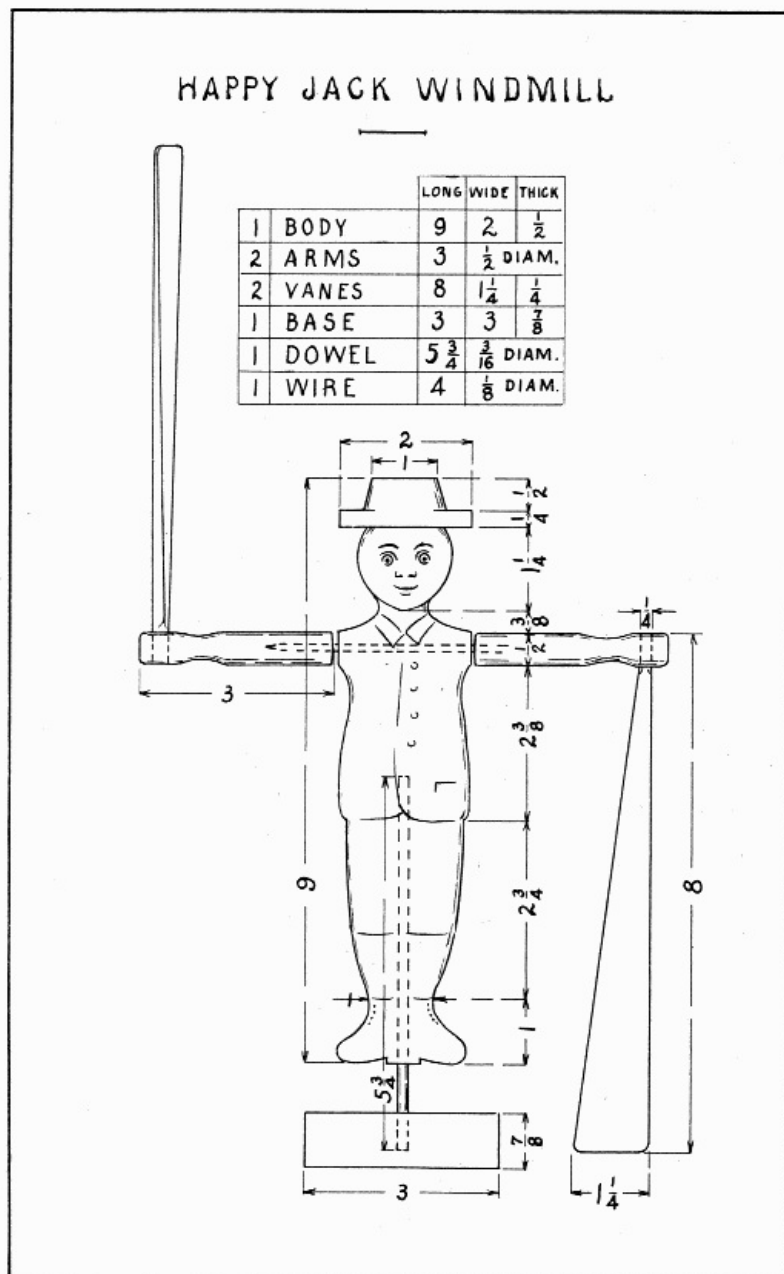 HAPPY JACK WINDMILL
LONG WIDE THICK
1 BODY 9 2 1/2
2 ARMS 3 1/2 DIAM.
2 VANES 8 1 1/4 1/4
1 BASE 3 3 7/8
1 DOWEL 5 3/4 3/16 DIAM.
1 WIRE 4 1/8 DIAM.
2
1
1/2
1/4
1 1/4
3/8
1/4
1/2
3
2 3/8
9
2 3/4
8
1
1
5 3/4
7/8
3
1 1/4